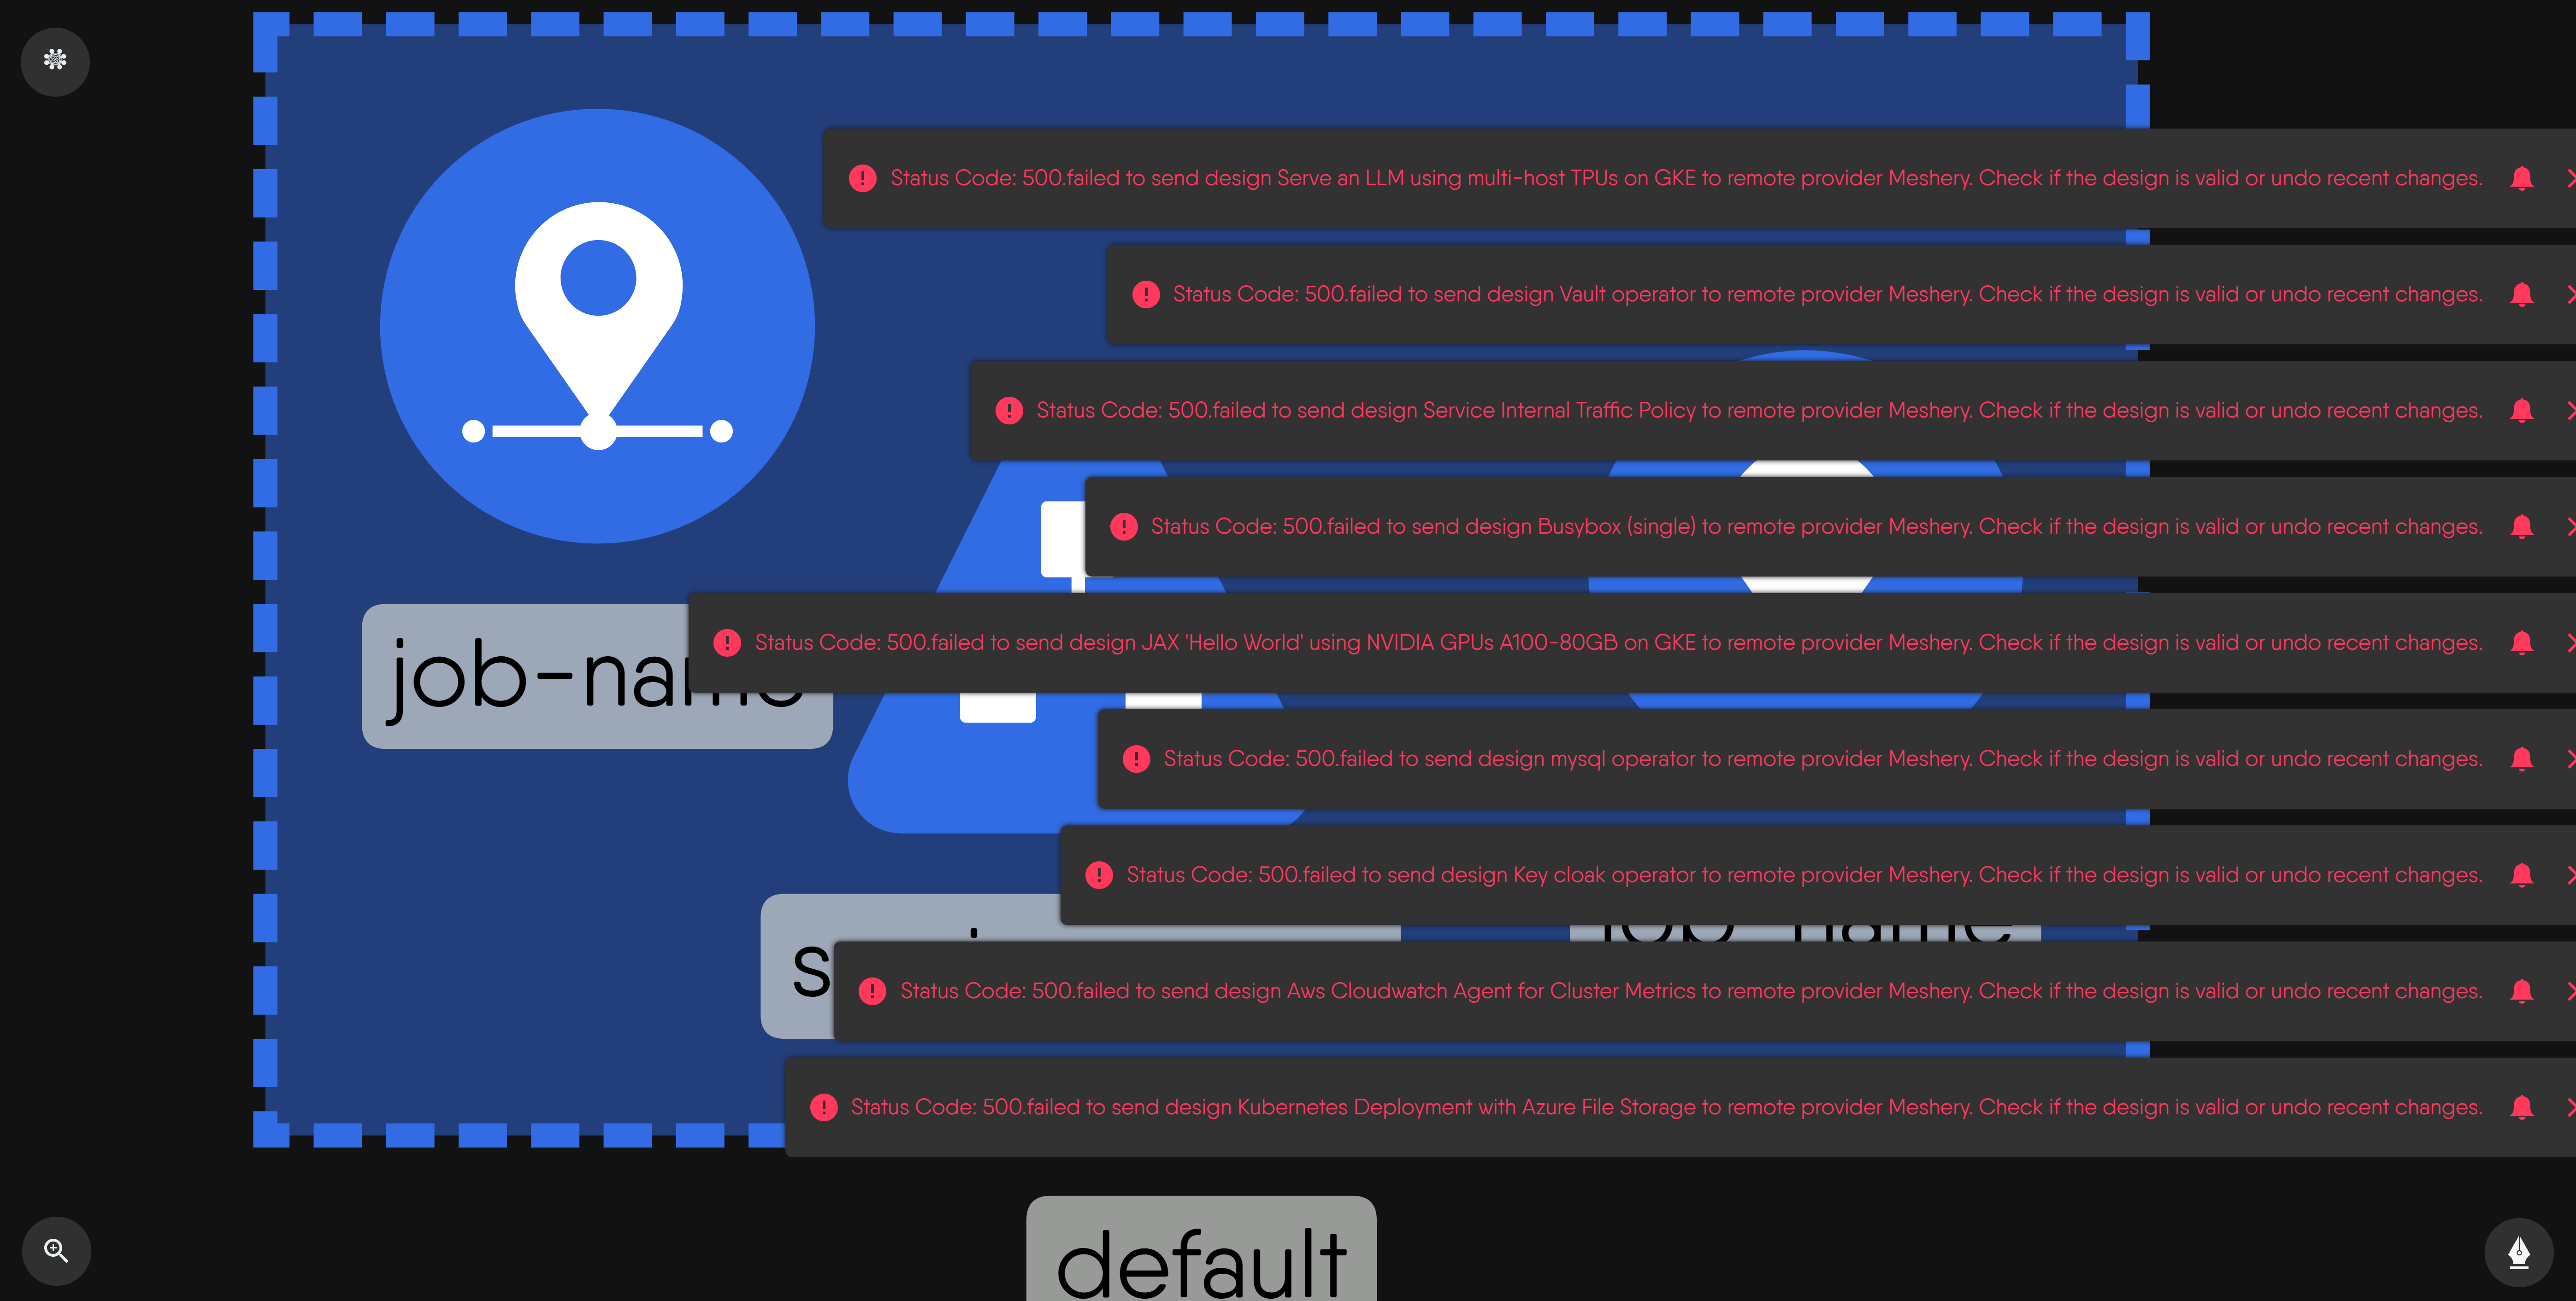 Status Code: 500.failed to send design Serve an LLM using multi-host TPUs on GKE to remote provider Meshery. Check if the design is valid or undo recent changes.
Status Code: 500.failed to send design Vault operator to remote provider Meshery. Check if the design is valid or undo recent changes.
Status Code: 500.failed to send design Service Internal Traffic Policy to remote provider Meshery. Check if the design is valid or undo recent changes.
Status Code: 500.failed to send design Busybox (single) to remote provider Meshery. Check if the design is valid or undo recent changes.
Status Code: 500.failed to send design JAX 'Hello World' using NVIDIA GPUs A100-80GB on GKE to remote provider Meshery. Check if the design is valid or undo recent changes.
job-name
Status Code: 500.failed to send design mysql operator to remote provider Meshery. Check if the design is valid or undo recent changes.
Status Code: 500.failed to send design Key cloak operator to remote provider Meshery. Check if the design is valid or undo recent changes.
job-name
Status Code: 500.failed to send design Aws Cloudwatch Agent for Cluster Metrics to remote provider Meshery. Check if the design is valid or undo recent changes.
Status Code: 500.failed to send design Kubernetes Deployment with Azure File Storage to remote provider Meshery. Check if the design is valid or undo recent changes.
default